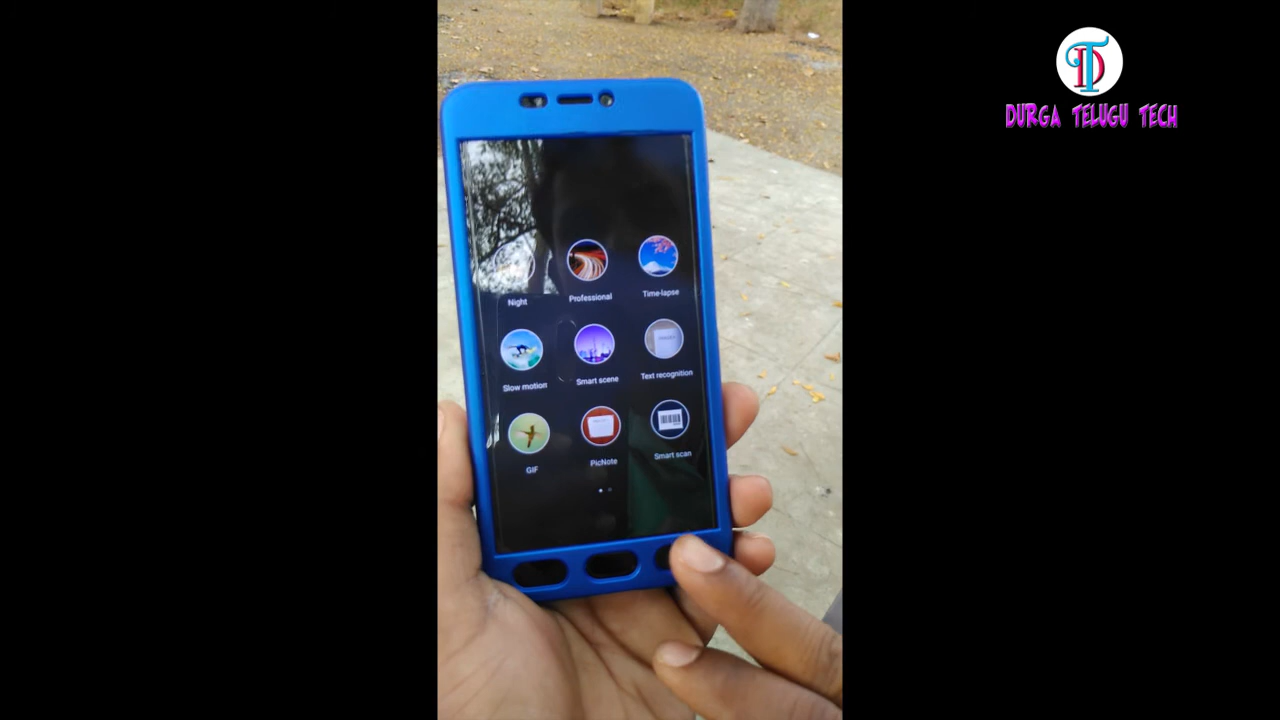 DURGA TELUGU TECH
Night
Professional
Time-lapse
Slow motion
Smart scene
Text recognition
GIF
PicNote
Smart scan